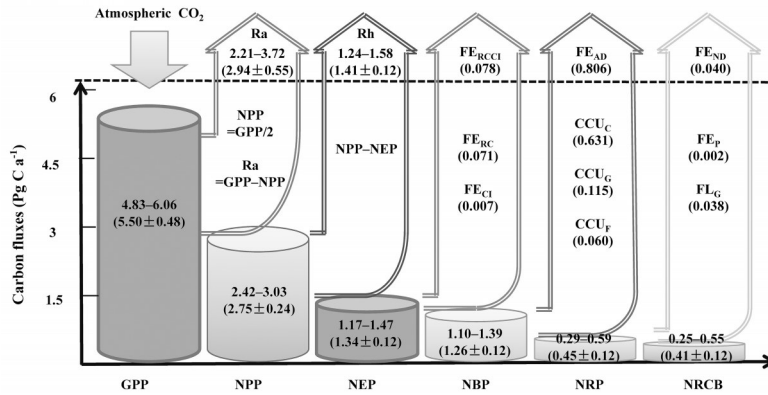 Atmospheric CO2
Ra
2.21–3.72
(2.94±0.55)
Rh
1.24–1.58
(1.41±0.12)
FERCCI
(0.078)
FEAD
(0.806)
FEND
(0.040)
Carbon fluxes (Pg C a-1)
6
4.5
3
1.5
NPP
=GPP/2
Ra
=GPP–NPP
NPP–NEP
FERC
(0.071)
FECI
(0.007)
CCUC
(0.631)
CCUG
(0.115)
CCUF
(0.060)
FEP
(0.002)
FLG
(0.038)
4.83–6.06
(5.50±0.48)
2.42–3.03
(2.75±0.24)
1.17–1.47
(1.34±0.12)
1.10–1.39
(1.26±0.12)
0.29–0.59
(0.45±0.12)
0.25–0.55
(0.41±0.12)
GPP
NPP
NEP
NBP
NRP
NRCB